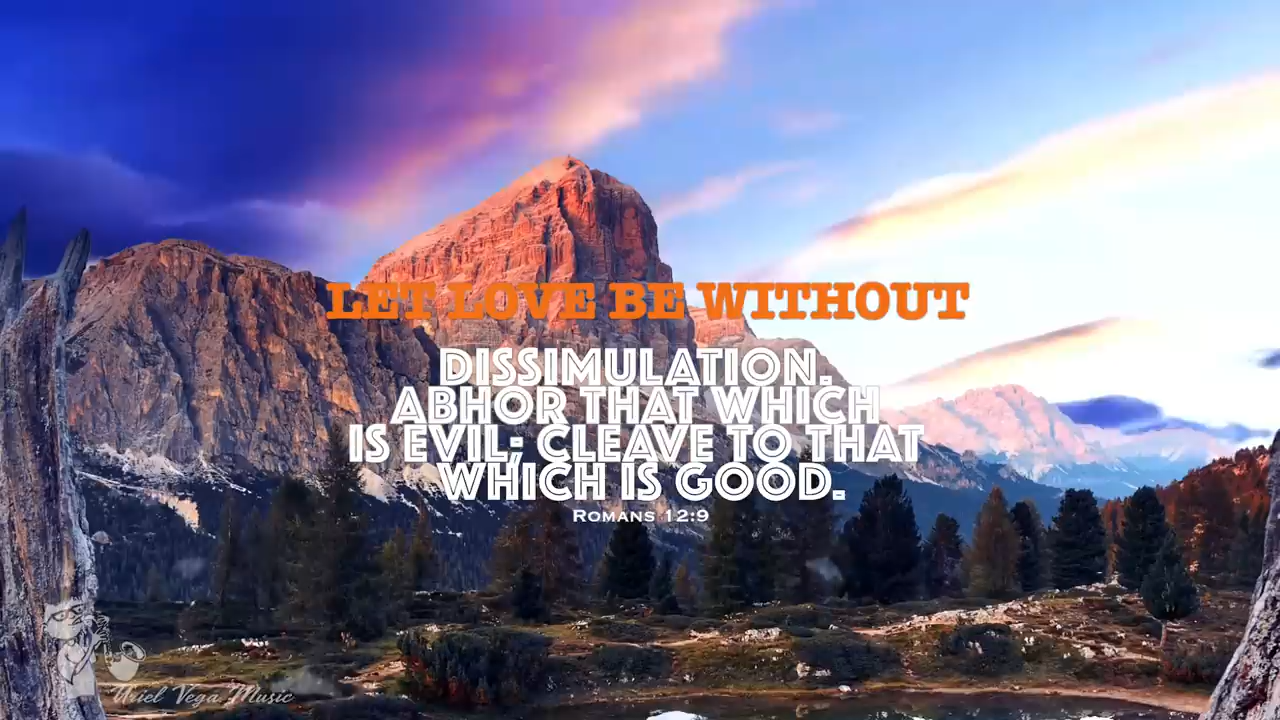 LET LOVE BE WITHOUT
DISSIMULATION.
ABHOR THAT WHICH
IS EVIL; CLEAVE TO THAT
WHICH IS GOOD.
Romans 12:9
Uriel Vega Music